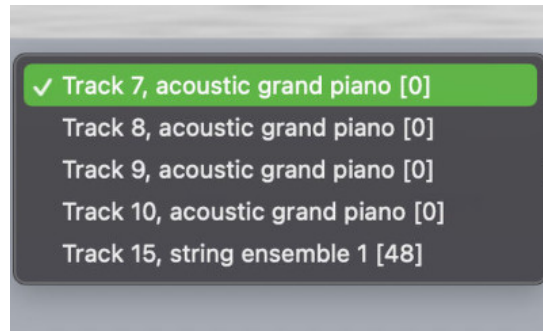 ✓ Track 7, acoustic grand piano [0]
Track 8, acoustic grand piano [0]
Track 9, acoustic grand piano [0]
Track 10, acoustic grand piano [0]
Track 15, string ensemble 1 [48]